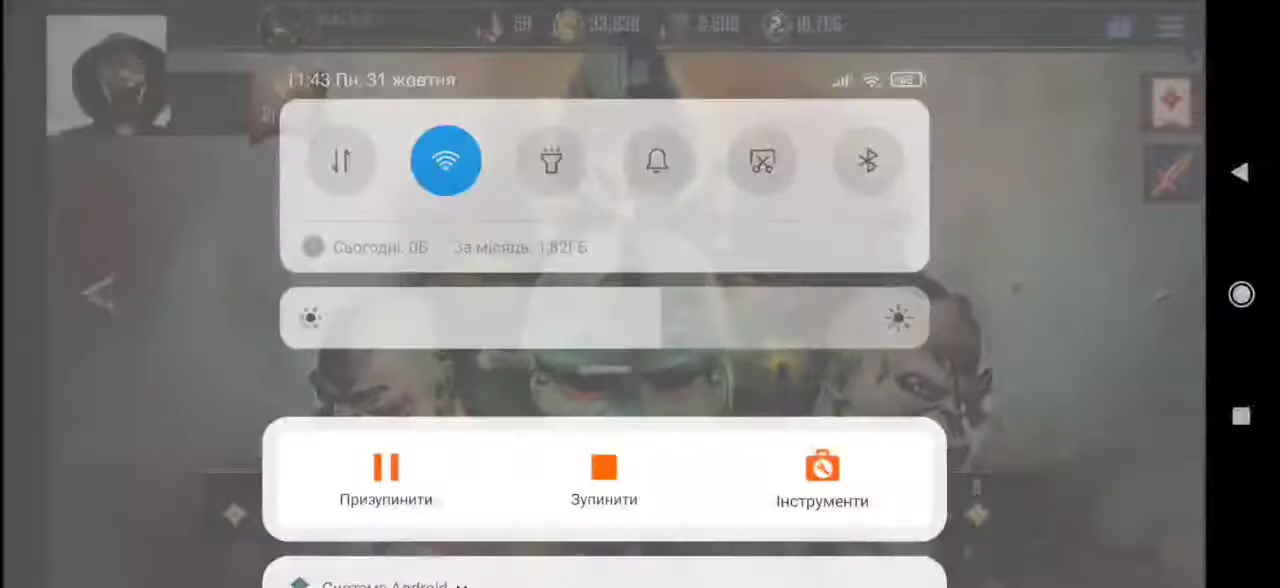 11:43 Пн, 31 жовтня
Сьогодні: 0Б За місяць: 1,82ГБ
Призупинити
Зупинити
Інструменти
Система Android